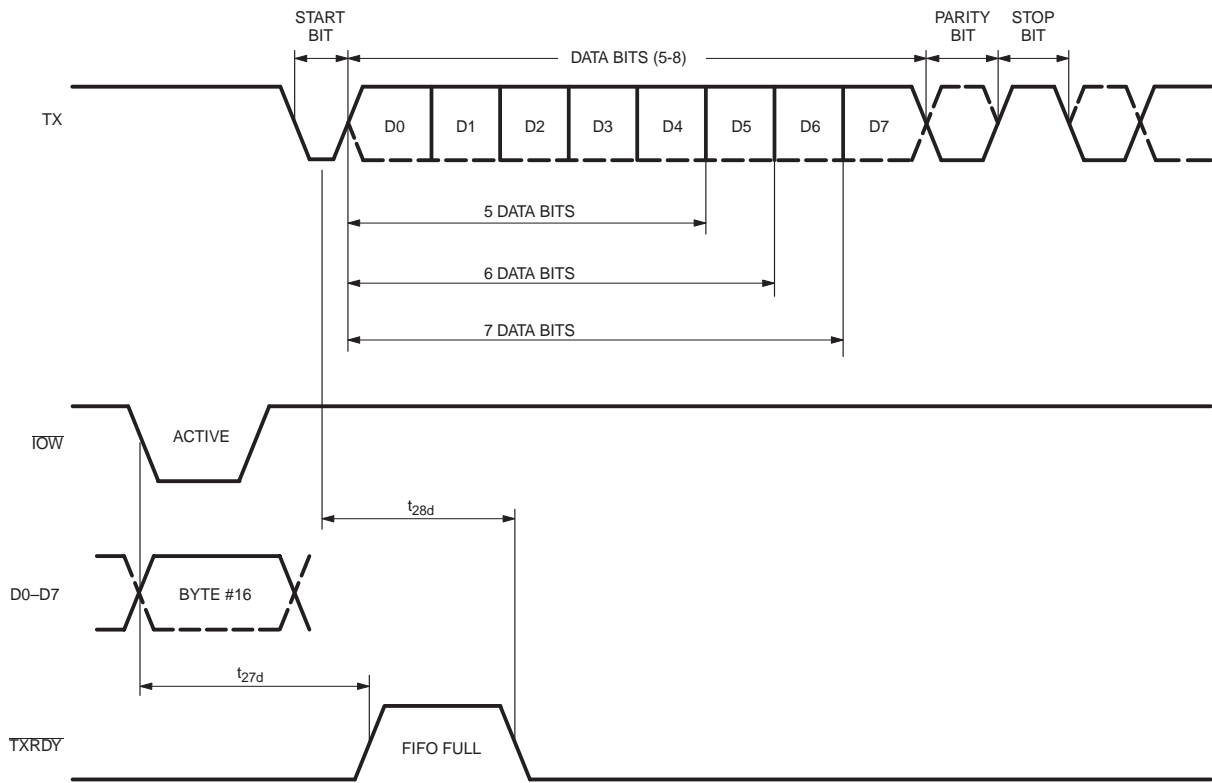 START
BIT
PARITY
BIT
STOP
BIT
DATA BITS (5-8)
TX
D0 D1 D2 D3 D4 D5 D6 D7
5 DATA BITS
6 DATA BITS
7 DATA BITS
IOW
ACTIVE
t28d
D0–D7
BYTE #16
t27d
TXRDY
FIFO FULL